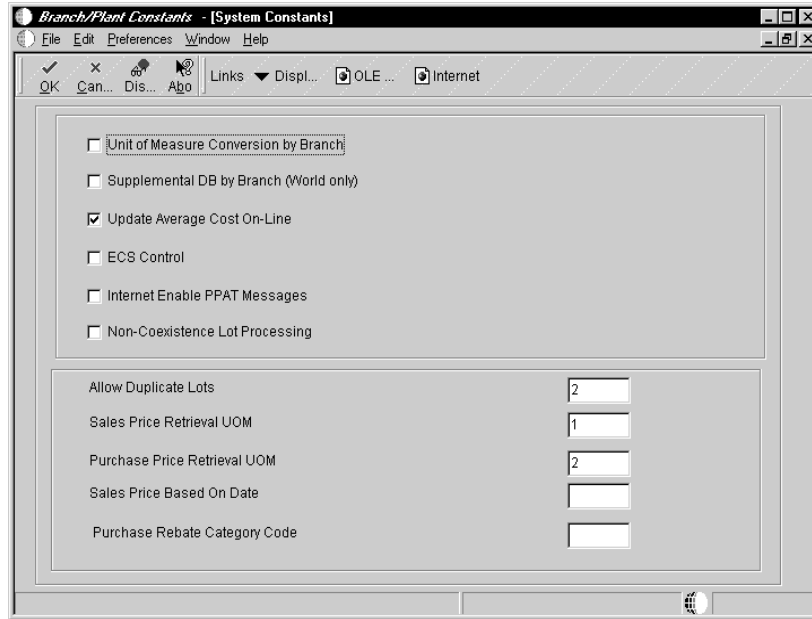 Branch/Plant Constants - [System Constants]
File Edit Preferences Window Help
OK Can... Dis... Abo Links Displ... OLE ... Internet
Unit of Measure Conversion by Branch
Supplemental DB by Branch (World only)
Update Average Cost On-Line
ECS Control
Internet Enable PPAT Messages
Non-Coexistence Lot Processing
Allow Duplicate Lots 2
Sales Price Retrieval UOM 1
Purchase Price Retrieval UOM 2
Sales Price Based On Date
Purchase Rebate Category Code